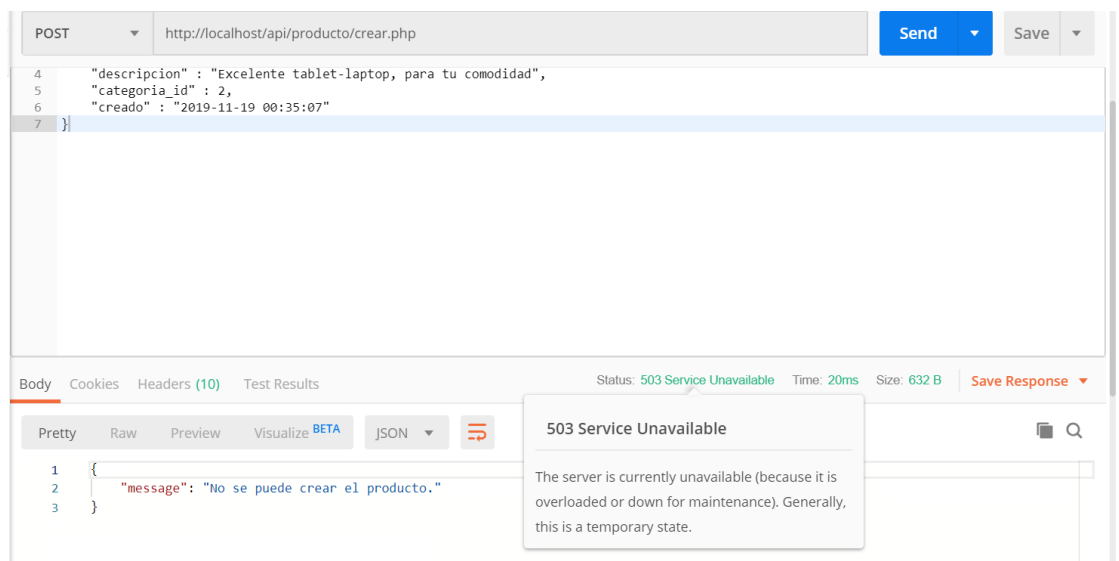 POST http://localhost/api/producto/crear.php Send Save
4 "descripcion" : "Excelente tablet-laptop, para tu comodidad",
5 "categoria_id" : 2,
6 "creado" : "2019-11-19 00:35:07"
7 }
Body Cookies Headers (10) Test Results Status: 503 Service Unavailable Time: 20ms Size: 632 B Save Response
Pretty Raw Preview Visualize BETA JSON
503 Service Unavailable
The server is currently unavailable (because it is
overloaded or down for maintenance). Generally,
this is a temporary state.
1 {
2 "message": "No se puede crear el producto."
3 }